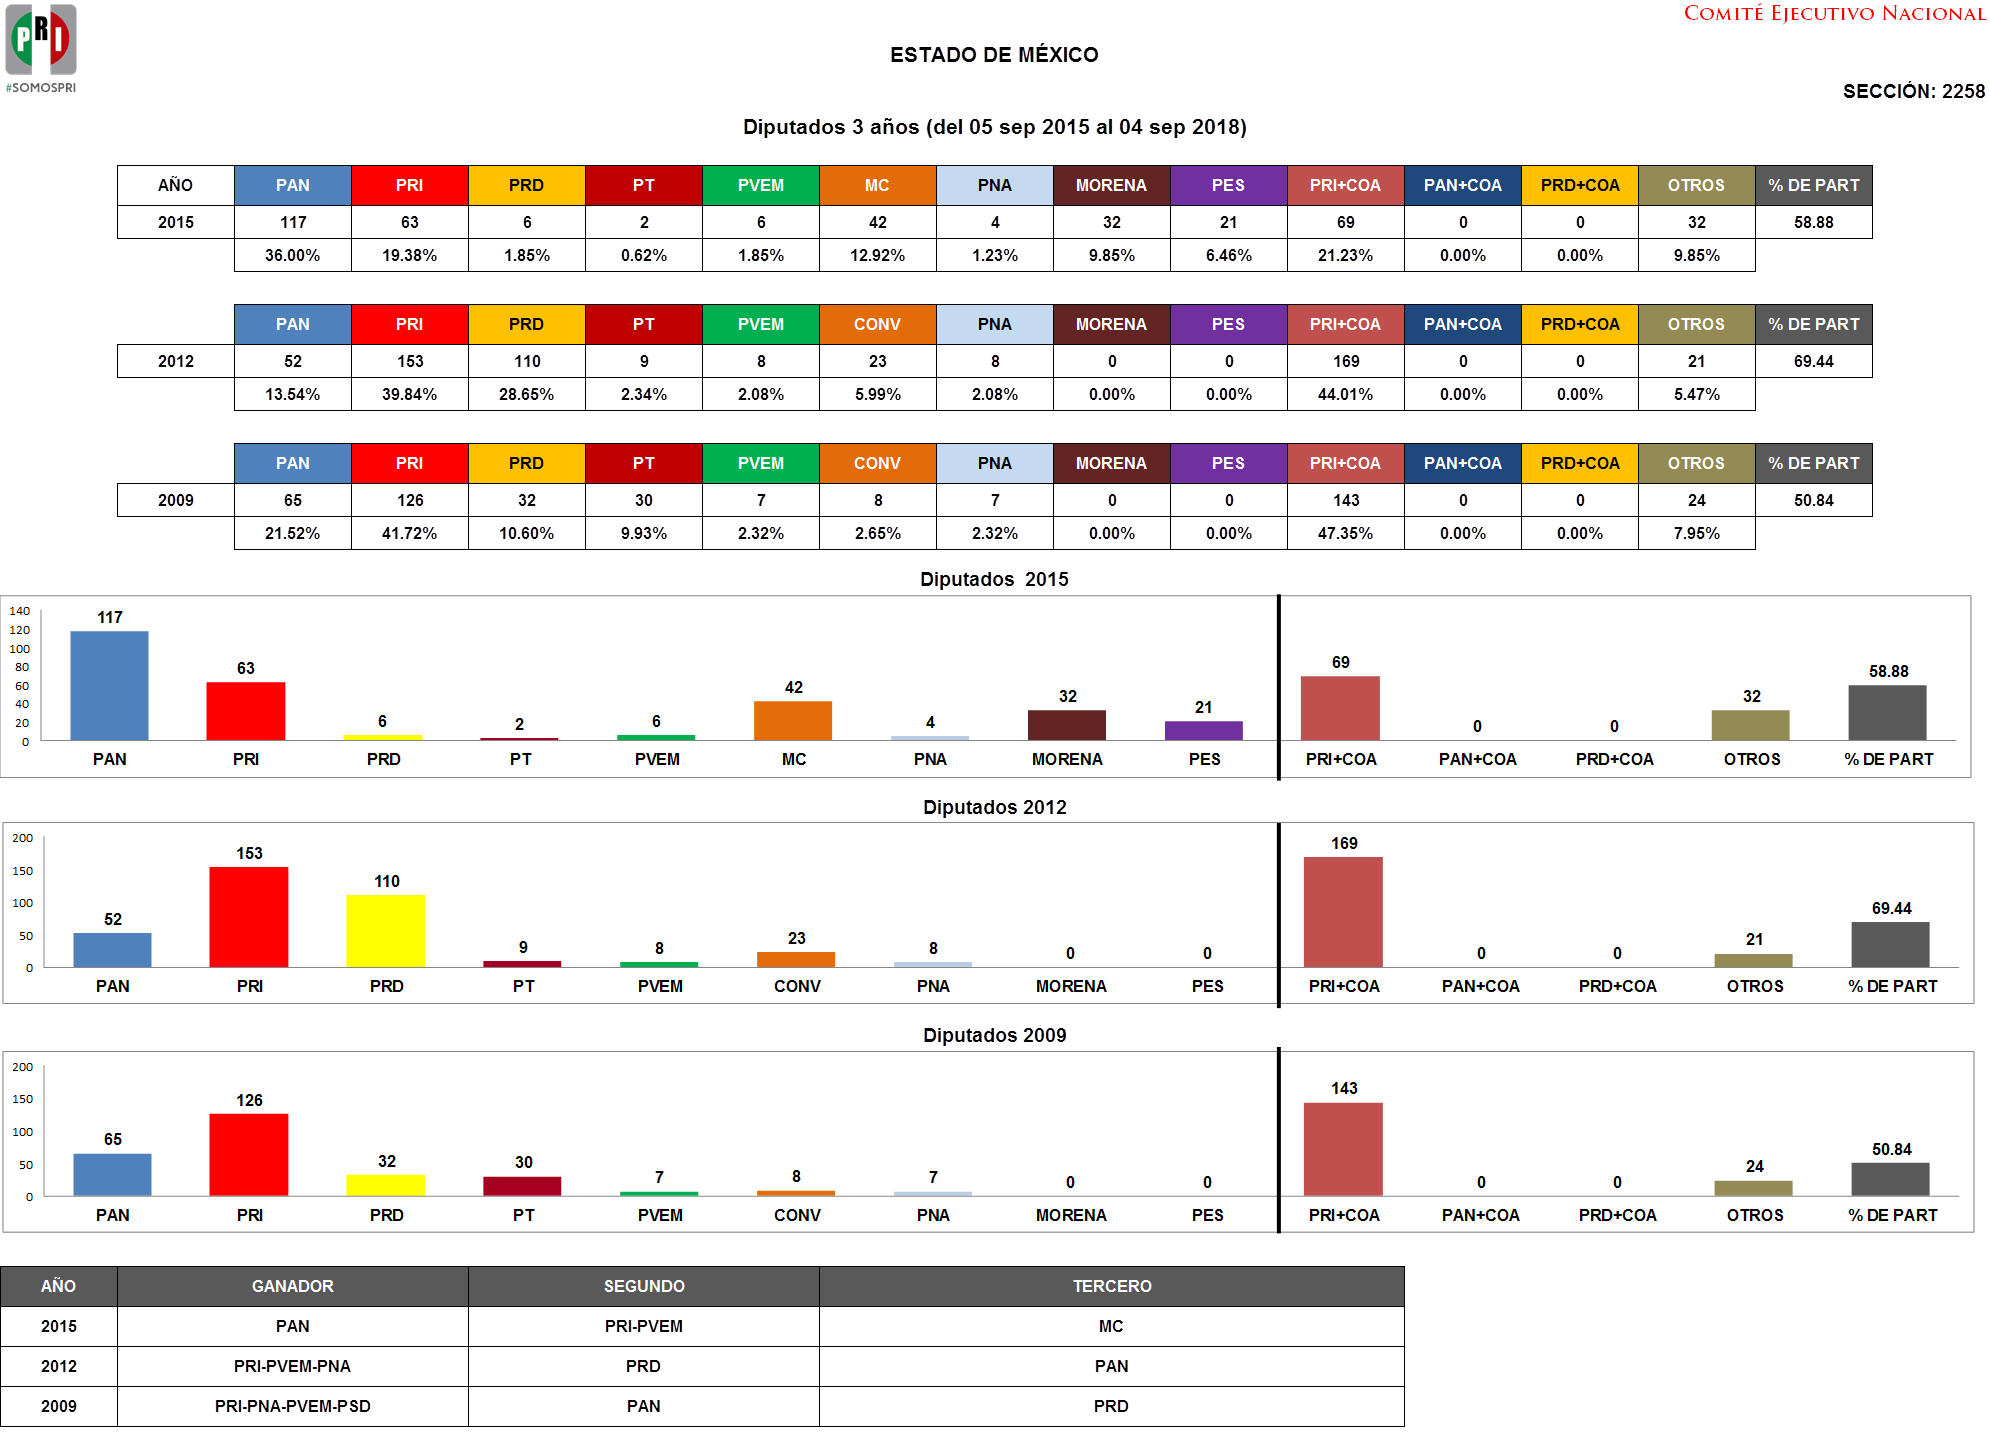 PRI
#SOMOSPRI
COMITÉ EJECUTIVO NACIONAL
ESTADO DE MÉXICO
SECCIÓN: 2258
Diputados 3 años (del 05 sep 2015 al 04 sep 2018)
AÑO PAN PRI PRD PT PVEM MC PNA MORENA PES PRI+COA PAN+COA PRD+COA OTROS % DE PART
2015 117 63 6 2 6 42 4 32 21 69 0 0 32 58.88
36.00% 19.38% 1.85% 0.62% 1.85% 12.92% 1.23% 9.85% 6.46% 21.23% 0.00% 0.00% 9.85%
PAN PRI PRD PT PVEM CONV PNA MORENA PES PRI+COA PAN+COA PRD+COA OTROS % DE PART
2012 52 153 110 9 8 23 8 0 0 169 0 0 21 69.44
13.54% 39.84% 28.65% 2.34% 2.08% 5.99% 2.08% 0.00% 0.00% 44.01% 0.00% 0.00% 5.47%
PAN PRI PRD PT PVEM CONV PNA MORENA PES PRI+COA PAN+COA PRD+COA OTROS % DE PART
2009 65 126 32 30 7 8 7 0 0 143 0 0 24 50.84
21.52% 41.72% 10.60% 9.93% 2.32% 2.65% 2.32% 0.00% 0.00% 47.35% 0.00% 0.00% 7.95%
Diputados 2015
140
120
100
80
60
40
20
0
117 63 6 2 6 42 4 32 21 69 0 0 32 58.88
PAN PRI PRD PT PVEM MC PNA MORENA PES PRI+COA PAN+COA PRD+COA OTROS % DE PART
Diputados 2012
200
150
100
50
0
52 153 110 9 8 23 8 0 0 169 0 0 21 69.44
PAN PRI PRD PT PVEM CONV PNA MORENA PES PRI+COA PAN+COA PRD+COA OTROS % DE PART
Diputados 2009
200
150
100
50
0
65 126 32 30 7 8 7 0 0 143 0 0 24 50.84
PAN PRI PRD PT PVEM CONV PNA MORENA PES PRI+COA PAN+COA PRD+COA OTROS % DE PART
AÑO GANADOR SEGUNDO TERCERO
2015 PAN PRI-PVEM MC
2012 PRI-PVEM-PNA PRD PAN
2009 PRI-PNA-PVEM-PSD PAN PRD